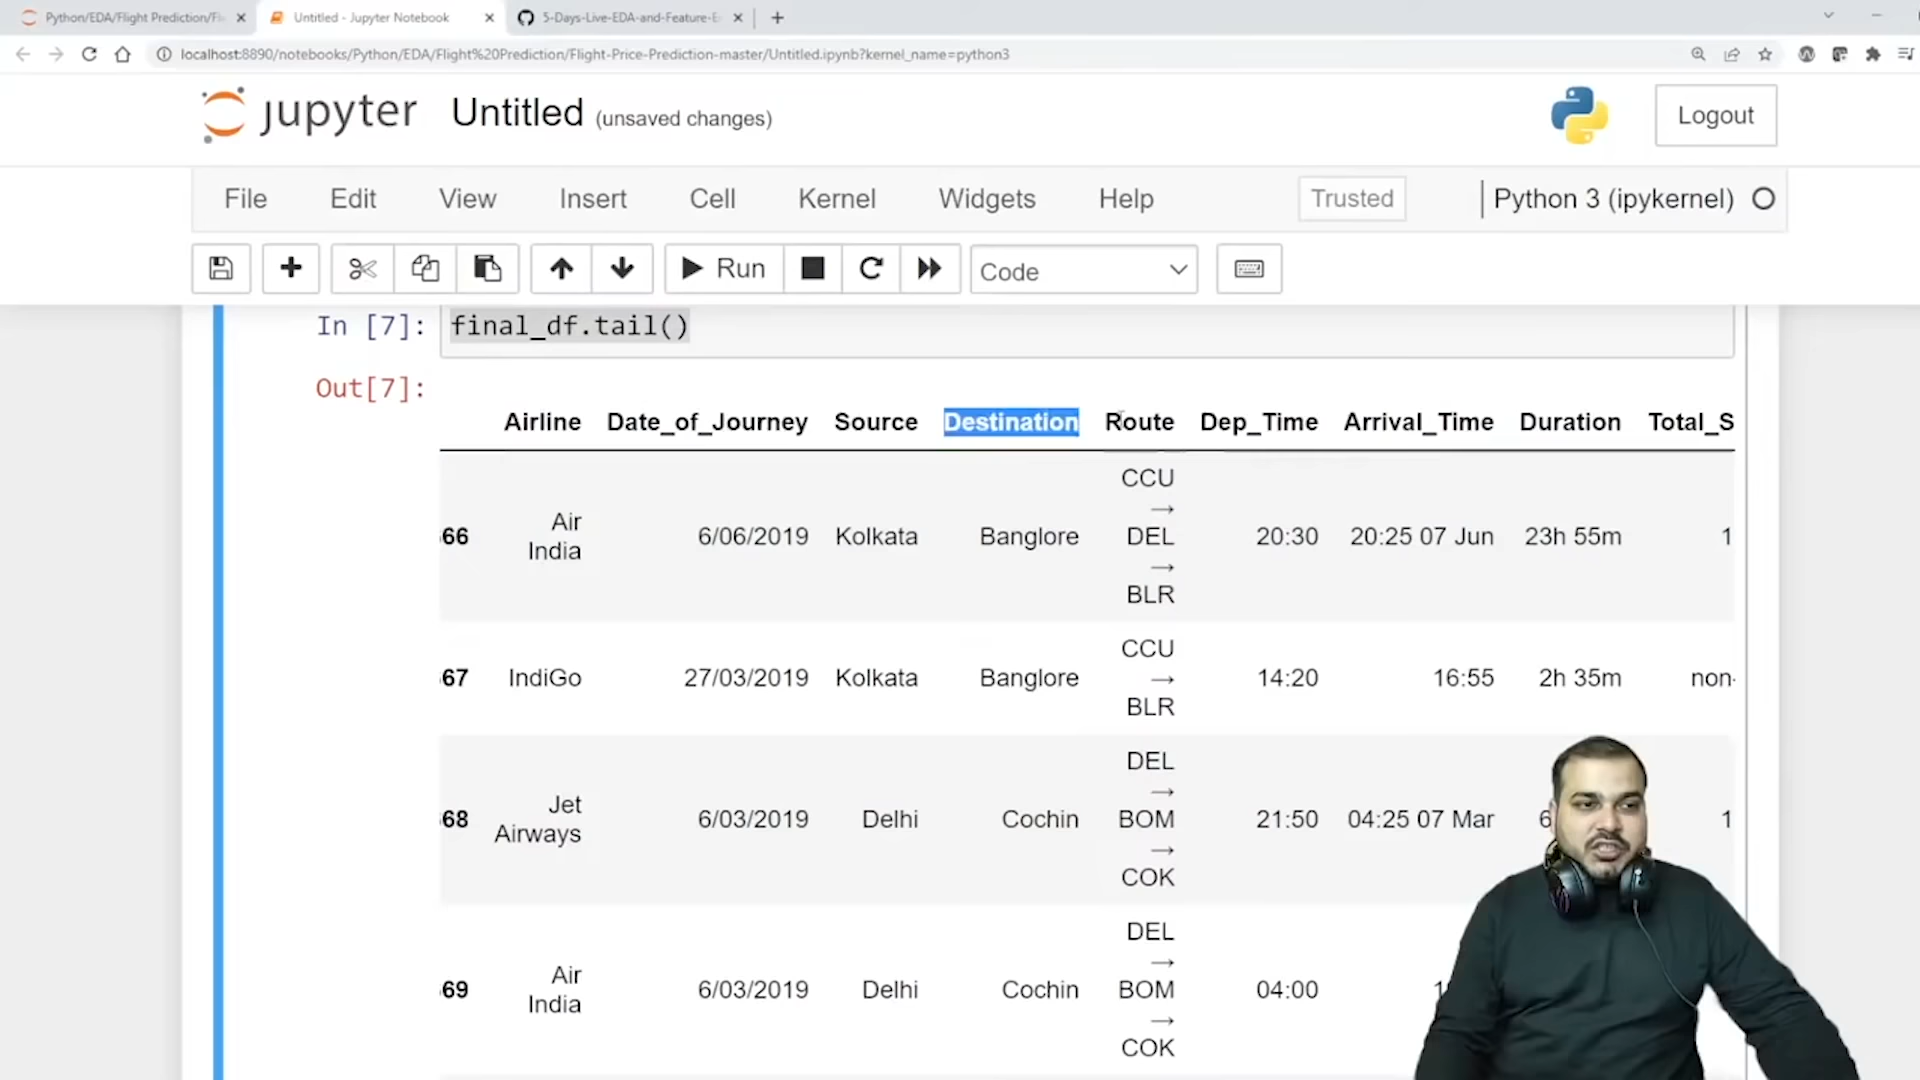 Python/EDA/Flight Prediction/Fli
Untitled - Jupyter Notebook
5-Days-Live-EDA-and-Feature-E
localhost:8890/notebooks/Python/EDA/Flight%20Prediction/Flight-Price-Prediction-master/Untitled.ipynb?kernel_name=python3
jupyter Untitled (unsaved changes)
Logout
File Edit View Insert Cell Kernel Widgets Help Trusted Python 3 (ipykernel)
Run Code
In [7]: final_df.tail()
Out[7]:
Airline Date_of_Journey Source Destination Route Dep_Time Arrival_Time Duration Total_S
66 Air India 6/06/2019 Kolkata Banglore CCU → DEL → BLR 20:30 20:25 07 Jun 23h 55m 1
67 IndiGo 27/03/2019 Kolkata Banglore CCU → BLR 14:20 16:55 2h 35m non-
68 Jet Airways 6/03/2019 Delhi Cochin DEL → BOM → COK 21:50 04:25 07 Mar 6 1
69 Air India 6/03/2019 Delhi Cochin DEL → BOM → COK 04:00 1